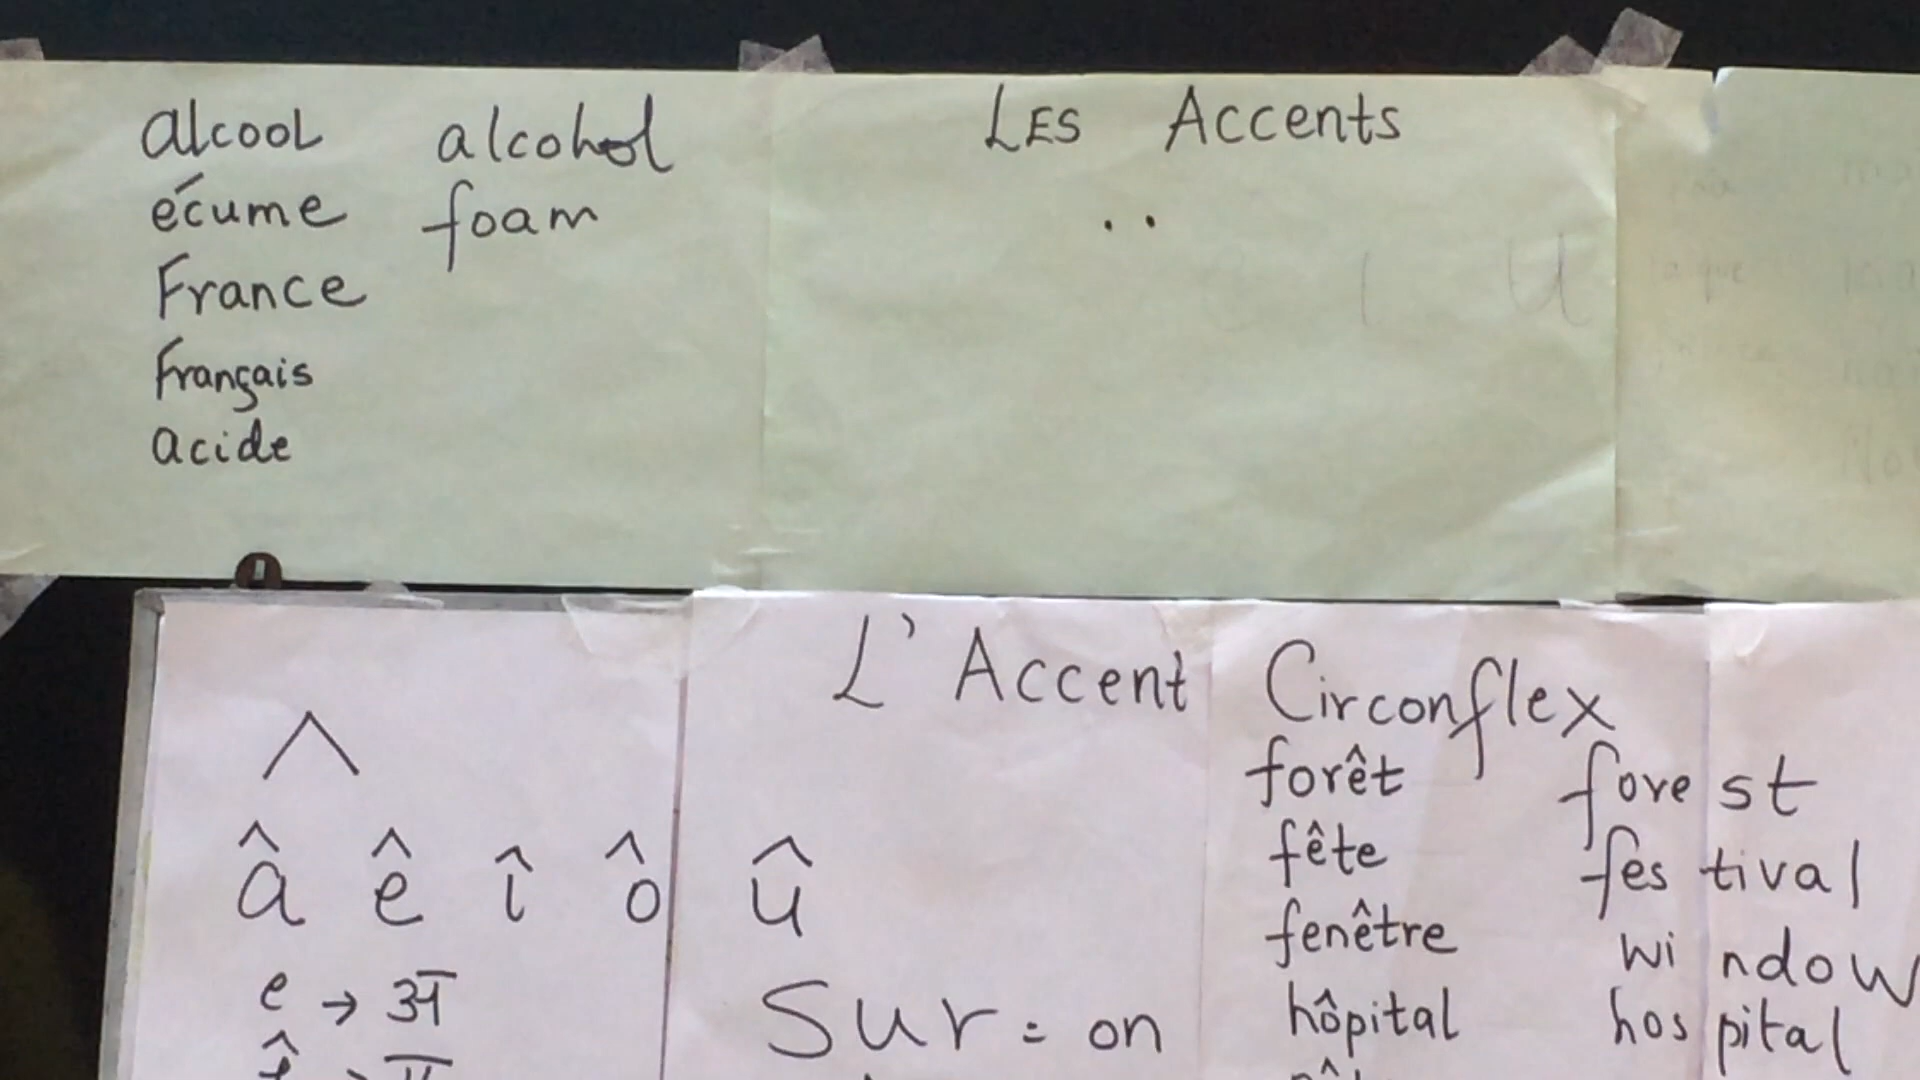 alcool alcohol
écume foam
France
Français
acide
LES Accents
..
L'Accent Circonflex
^
â ê î ô û
e → अ
Sur = on
forêt forest
fête festival
fenêtre window
hôpital hospital